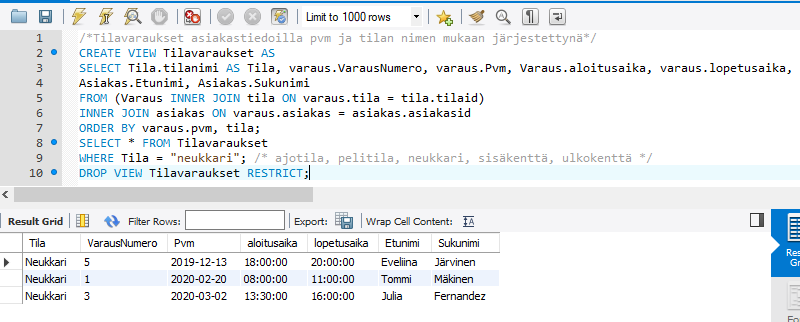 Limit to 1000 rows
1 /*Tilavaraukset asiakastiedoilla pvm ja tilan nimen mukaan järjestettynä*/
2 CREATE VIEW Tilavaraukset AS
3 SELECT Tila.tilanimi AS Tila, varaus.VarausNumero, varaus.Pvm, Varaus.aloitusaika, varaus.lopetusaika,
4 Asiakas.Etunimi, Asiakas.Sukunimi
5 FROM (Varaus INNER JOIN tila ON varaus.tila = tila.tilaid)
6 INNER JOIN asiakas ON varaus.asiakas = asiakas.asiakasid
7 ORDER BY varaus.pvm, tila;
8 SELECT * FROM Tilavaraukset
9 WHERE Tila = "neukkari"; /* ajotila, pelitila, neukkari, sisäkenttä, ulkokenttä */
10 DROP VIEW Tilavaraukset RESTRICT;
Result Grid Filter Rows: Export: Wrap Cell Content:
Tila VarausNumero Pvm aloitusaika lopetusaika Etunimi Sukunimi
Neukkari 5 2019-12-13 18:00:00 20:00:00 Eveliina Järvinen
Neukkari 1 2020-02-20 08:00:00 11:00:00 Tommi Mäkinen
Neukkari 3 2020-03-02 13:30:00 16:00:00 Julia Fernandez